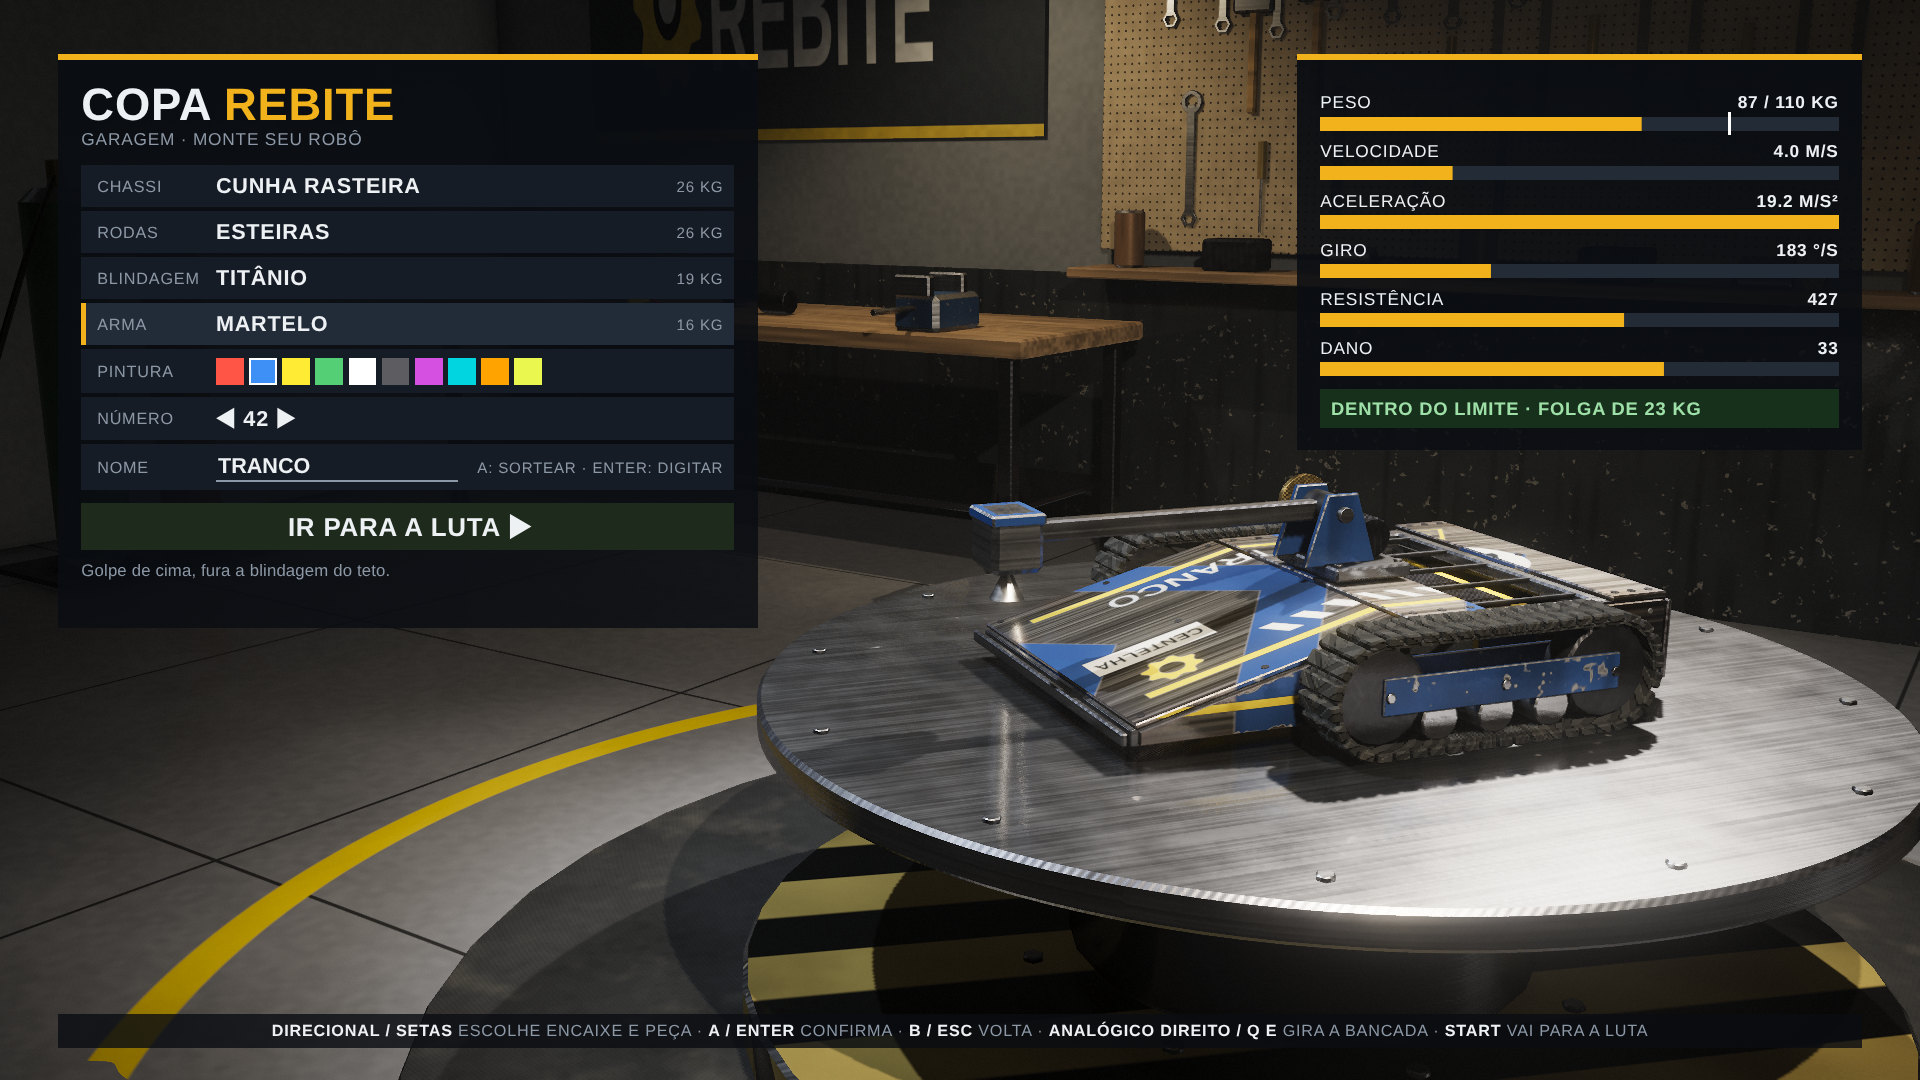 REBITE
COPA REBITE
GARAGEM · MONTE SEU ROBÔ
CHASSI CUNHA RASTEIRA 26 KG
RODAS ESTEIRAS 26 KG
BLINDAGEM TITÂNIO 19 KG
ARMA MARTELO 16 KG
PINTURA
NÚMERO ◀ 42 ▶
NOME TRANCO A: SORTEAR · ENTER: DIGITAR
IR PARA A LUTA ▶
Golpe de cima, fura a blindagem do teto.
PESO 87 / 110 KG
VELOCIDADE 4.0 M/S
ACELERAÇÃO 19.2 M/S²
GIRO 183 °/S
RESISTÊNCIA 427
DANO 33
DENTRO DO LIMITE · FOLGA DE 23 KG
RANCO
CENTELHA
DIRECIONAL / SETAS ESCOLHE ENCAIXE E PEÇA · A / ENTER CONFIRMA · B / ESC VOLTA · ANALÓGICO DIREITO / Q E GIRA A BANCADA · START VAI PARA A LUTA